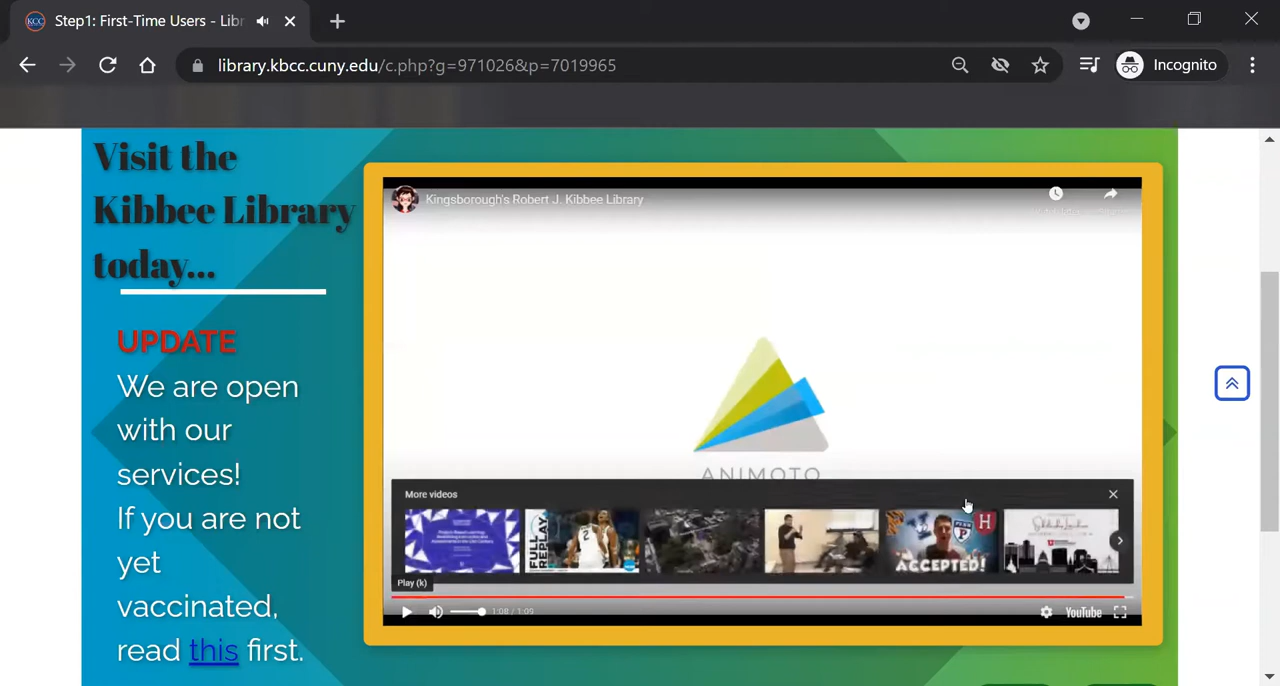 Step1: First-Time Users - Libr
library.kbcc.cuny.edu/c.php?g=971026&p=7019965
Incognito
Visit the
Kibbee Library
today...
UPDATE
We are open
with our
services!
If you are not
yet
vaccinated,
read this first.
Kingsborough's Robert J. Kibbee Library
ANIMOTO
More videos
FULL
REPLAY
ACCEPTED!
Play (k)
1:08 / 1:09
YouTube